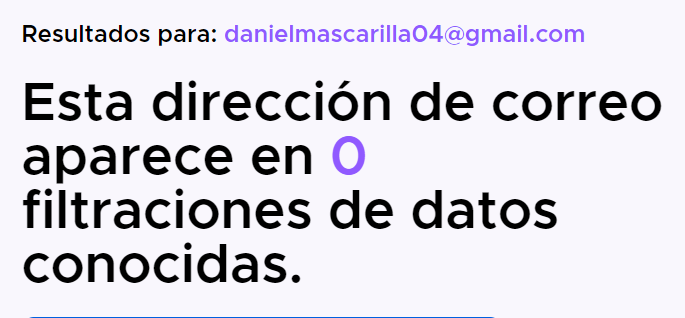 Resultados para: danielmascarilla04@gmail.com
Esta dirección de correo
aparece en 0
filtraciones de datos
conocidas.